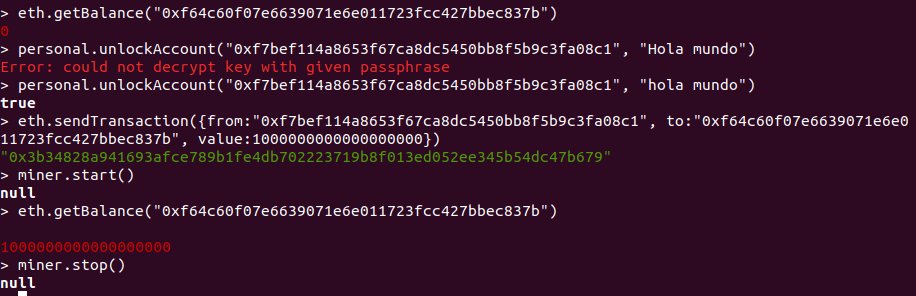 > eth.getBalance("0xf64c60f07e6639071e6e011723fcc427bbec837b")
0
> personal.unlockAccount("0xf7bef114a8653f67ca8dc5450bb8f5b9c3fa08c1", "Hola mundo")
Error: could not decrypt key with given passphrase
> personal.unlockAccount("0xf7bef114a8653f67ca8dc5450bb8f5b9c3fa08c1", "hola mundo")
true
> eth.sendTransaction({from:"0xf7bef114a8653f67ca8dc5450bb8f5b9c3fa08c1", to:"0xf64c60f07e6639071e6e0
11723fcc427bbec837b", value:1000000000000000000})
"0x3b34828a941693afce789b1fe4db702223719b8f013ed052ee345b54dc47b679"
> miner.start()
null
> eth.getBalance("0xf64c60f07e6639071e6e011723fcc427bbec837b")
1000000000000000000
> miner.stop()
null